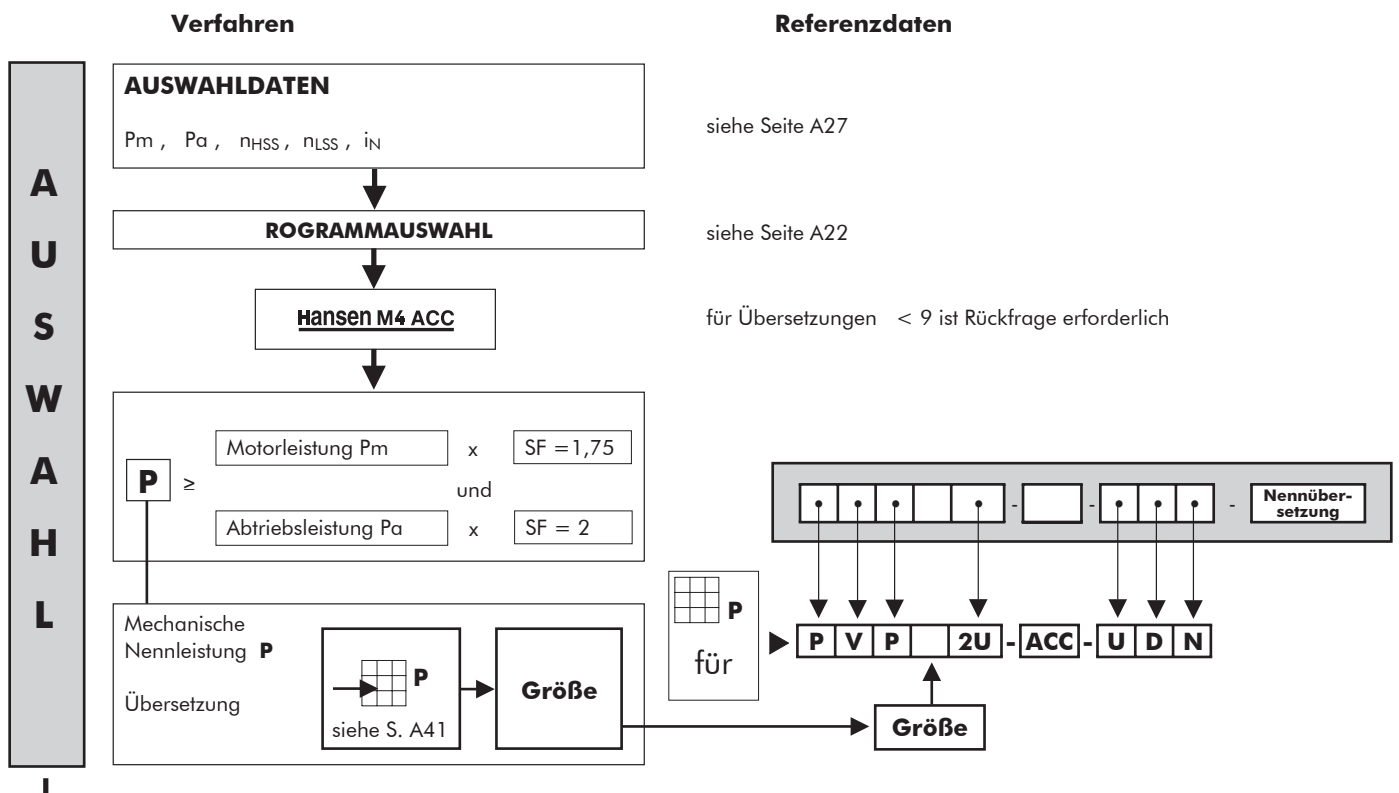 Verfahren
Referenzdaten
A
U
S
W
A
H
L
AUSWAHLDATEN
Pm , Pa , nHSS , nLSS , iN
siehe Seite A27
ROGRAMMAUSWAHL
siehe Seite A22
Hansen M4 ACC
für Übersetzungen < 9 ist Rückfrage erforderlich
P ≥
Motorleistung Pm x SF =1,75
und
Abtriebsleistung Pa x SF = 2
- - - Nennüber-
setzung
Mechanische
Nennleistung P
Übersetzung
P
siehe S. A41
Größe
P
für
P V P 2U - ACC - U D N
Größe